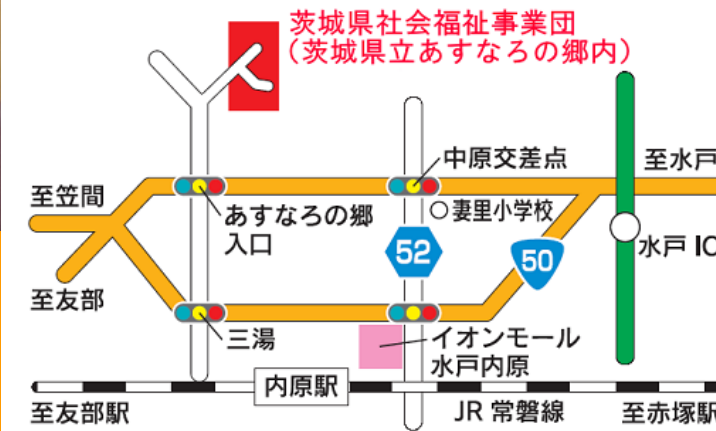 茨城県社会福祉事業団
(茨城県立あすなろの郷内)
中原交差点
至水戸
至笠間
あすなろの郷
入口
妻里小学校
52
50
水戸IC
至友部
三湯
イオンモール
水戸内原
内原駅
至友部駅
JR 常磐線
至赤塚駅